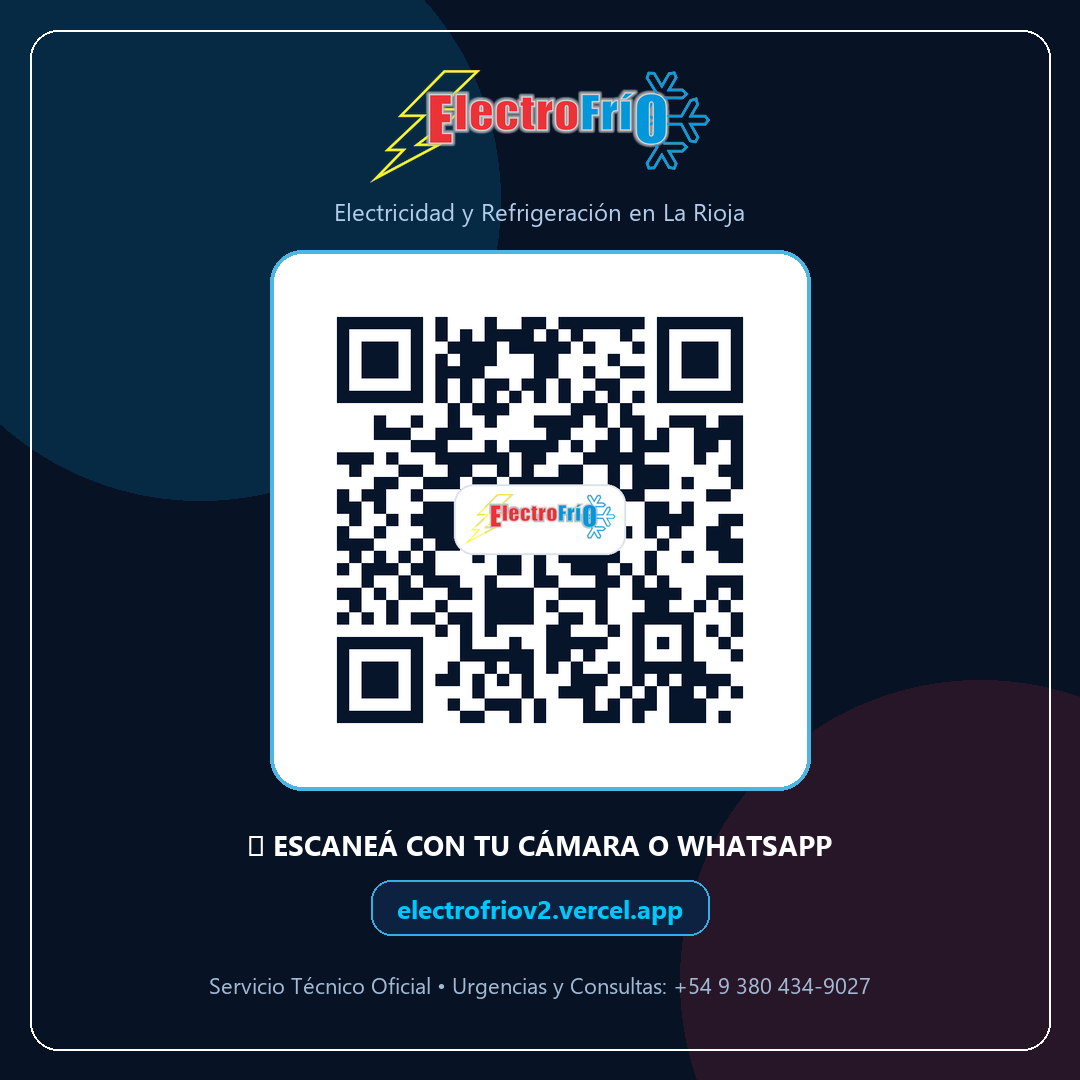 ElectroFríO
Electricidad y Refrigeración en La Rioja
ElectroFríO
ESCANEÁ CON TU CÁMARA O WHATSAPP
electrofriov2.vercel.app
Servicio Técnico Oficial • Urgencias y Consultas: +54 9 380 434-9027